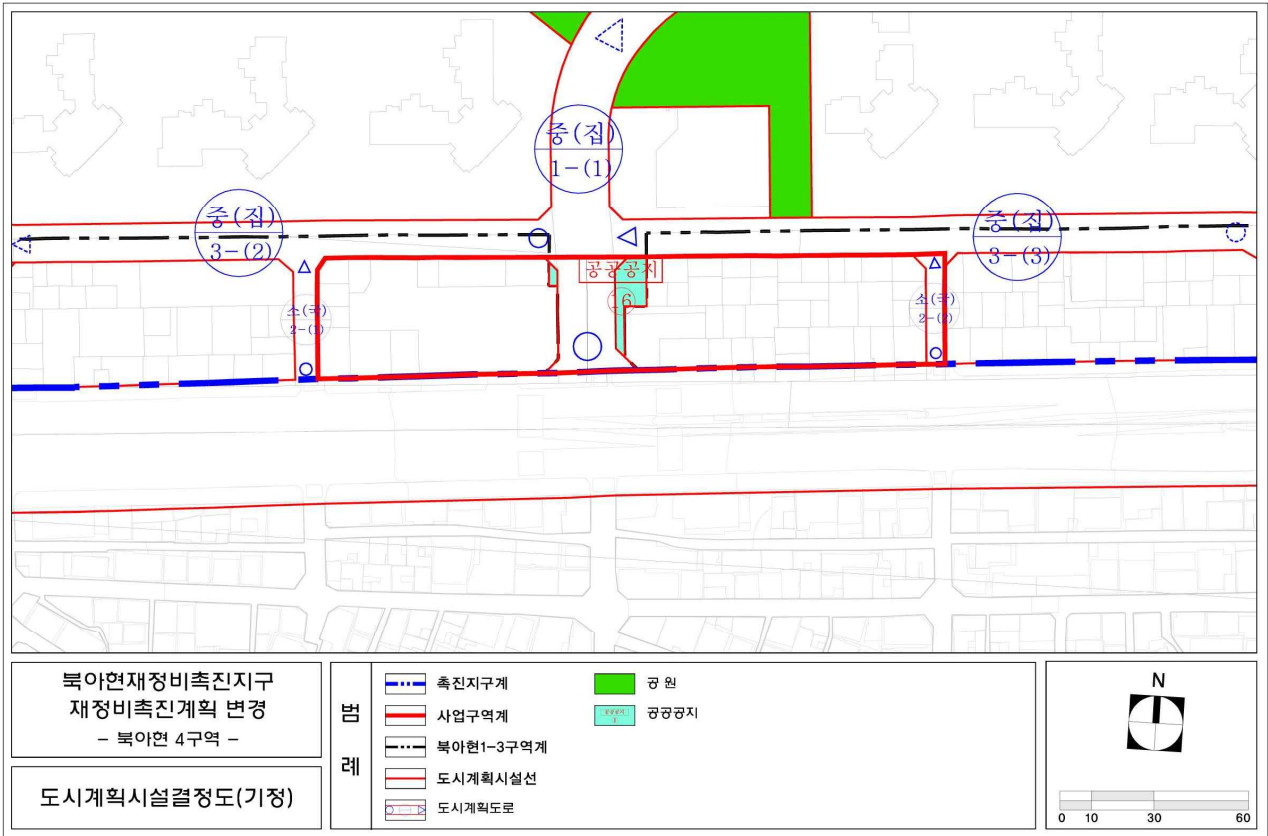 중(집)
1-(1)
중(집)
3-(2)
중(집)
3-(3)
공공공지
16
소(국)
2-(1)
소(국)
2-(2)
북아현재정비촉진지구
재정비촉진계획 변경
- 북아현 4구역 -
도시계획시설결정도(기정)
범
례
촉진지구계
사업구역계
북아현1-3구역계
도시계획시설선
도시계획도로
공 원
공공공지
N
0 10 30 60